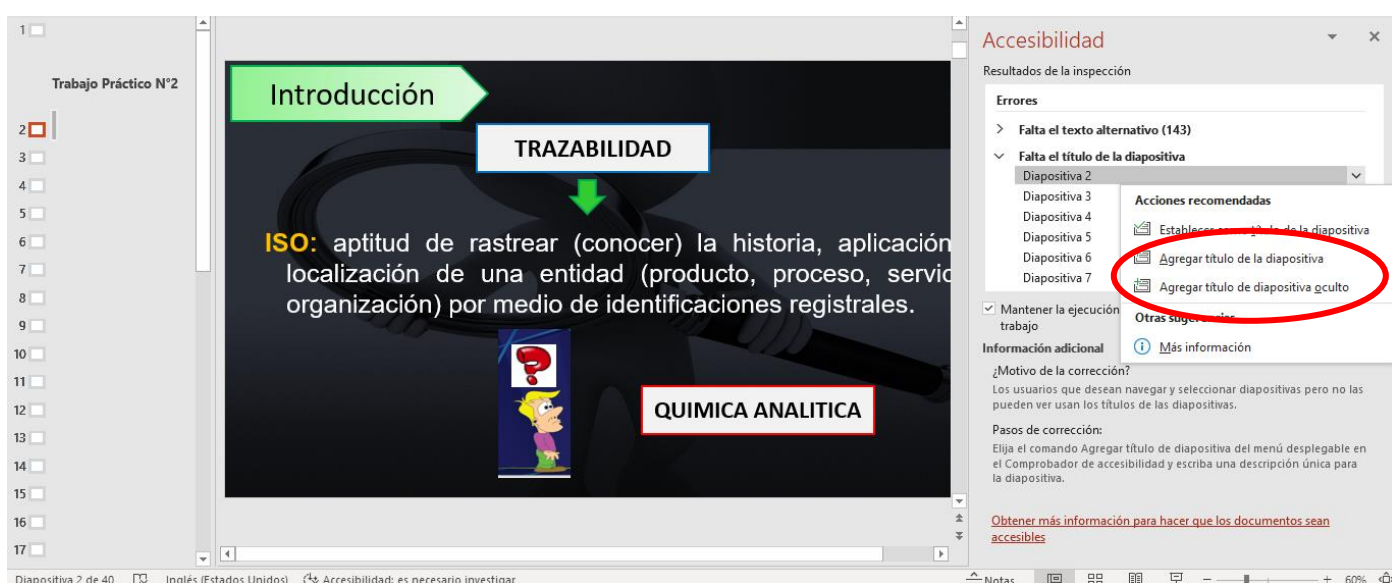 1
Trabajo Práctico N°2
2
3
4
5
6
7
8
9
10
11
12
13
14
15
16
17
Introducción
TRAZABILIDAD
ISO: aptitud de rastrear (conocer) la historia, aplicación
localización de una entidad (producto, proceso, servic
organización) por medio de identificaciones registrales.
QUIMICA ANALITICA
Accesibilidad
Resultados de la inspección
Errores
Falta el texto alternativo (143)
Falta el título de la diapositiva
Diapositiva 2
Diapositiva 3
Diapositiva 4
Diapositiva 5
Diapositiva 6
Diapositiva 7
Acciones recomendadas
Establecer como título de la diapositiva
Agregar título de la diapositiva
Agregar título de diapositiva oculto
Otras sugerencias
Más información
Mantener la ejecución
trabajo
Información adicional
¿Motivo de la corrección?
Los usuarios que desean navegar y seleccionar diapositivas pero no las
pueden ver usan los títulos de las diapositivas.
Pasos de corrección:
Elija el comando Agregar título de diapositiva del menú desplegable en
el Comprobador de accesibilidad y escriba una descripción única para
la diapositiva.
Obtener más información para hacer que los documentos sean
accesibles
Diapositiva 2 de 40 Inglés (Estados Unidos) Accesibilidad: es necesario investigar Notas 60%